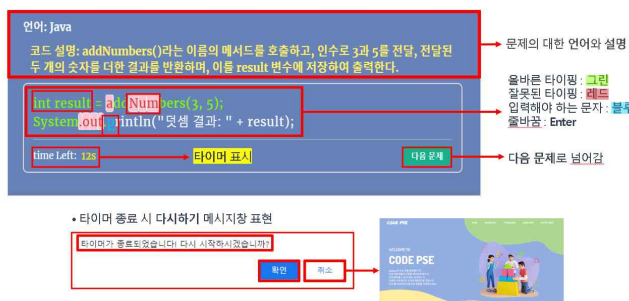 언어: Java
코드 설명: addNumbers()라는 이름의 메서드를 호출하고, 인수로 3과 5를 전달, 전달된
두 개의 숫자를 더한 결과를 반환하며, 이를 result 변수에 저장하여 출력한다.
int result = addNumbers(3, 5);
System.out. rintln("덧셈 결과: " + result);
time Left: 12s
타이머 표시
다음 문제
문제의 대한 언어와 설명
올바른 타이핑 : 그린
잘못된 타이핑 : 레드
입력해야 하는 문자 : 블루
줄바꿈 : Enter
다음 문제로 넘어감
• 타이머 종료 시 다시하기 메시지창 표현
타이머가 종료되었습니다! 다시 시작하시겠습니까?
확인
취소
CODE PSE
WELCOME TO
CODE PSE